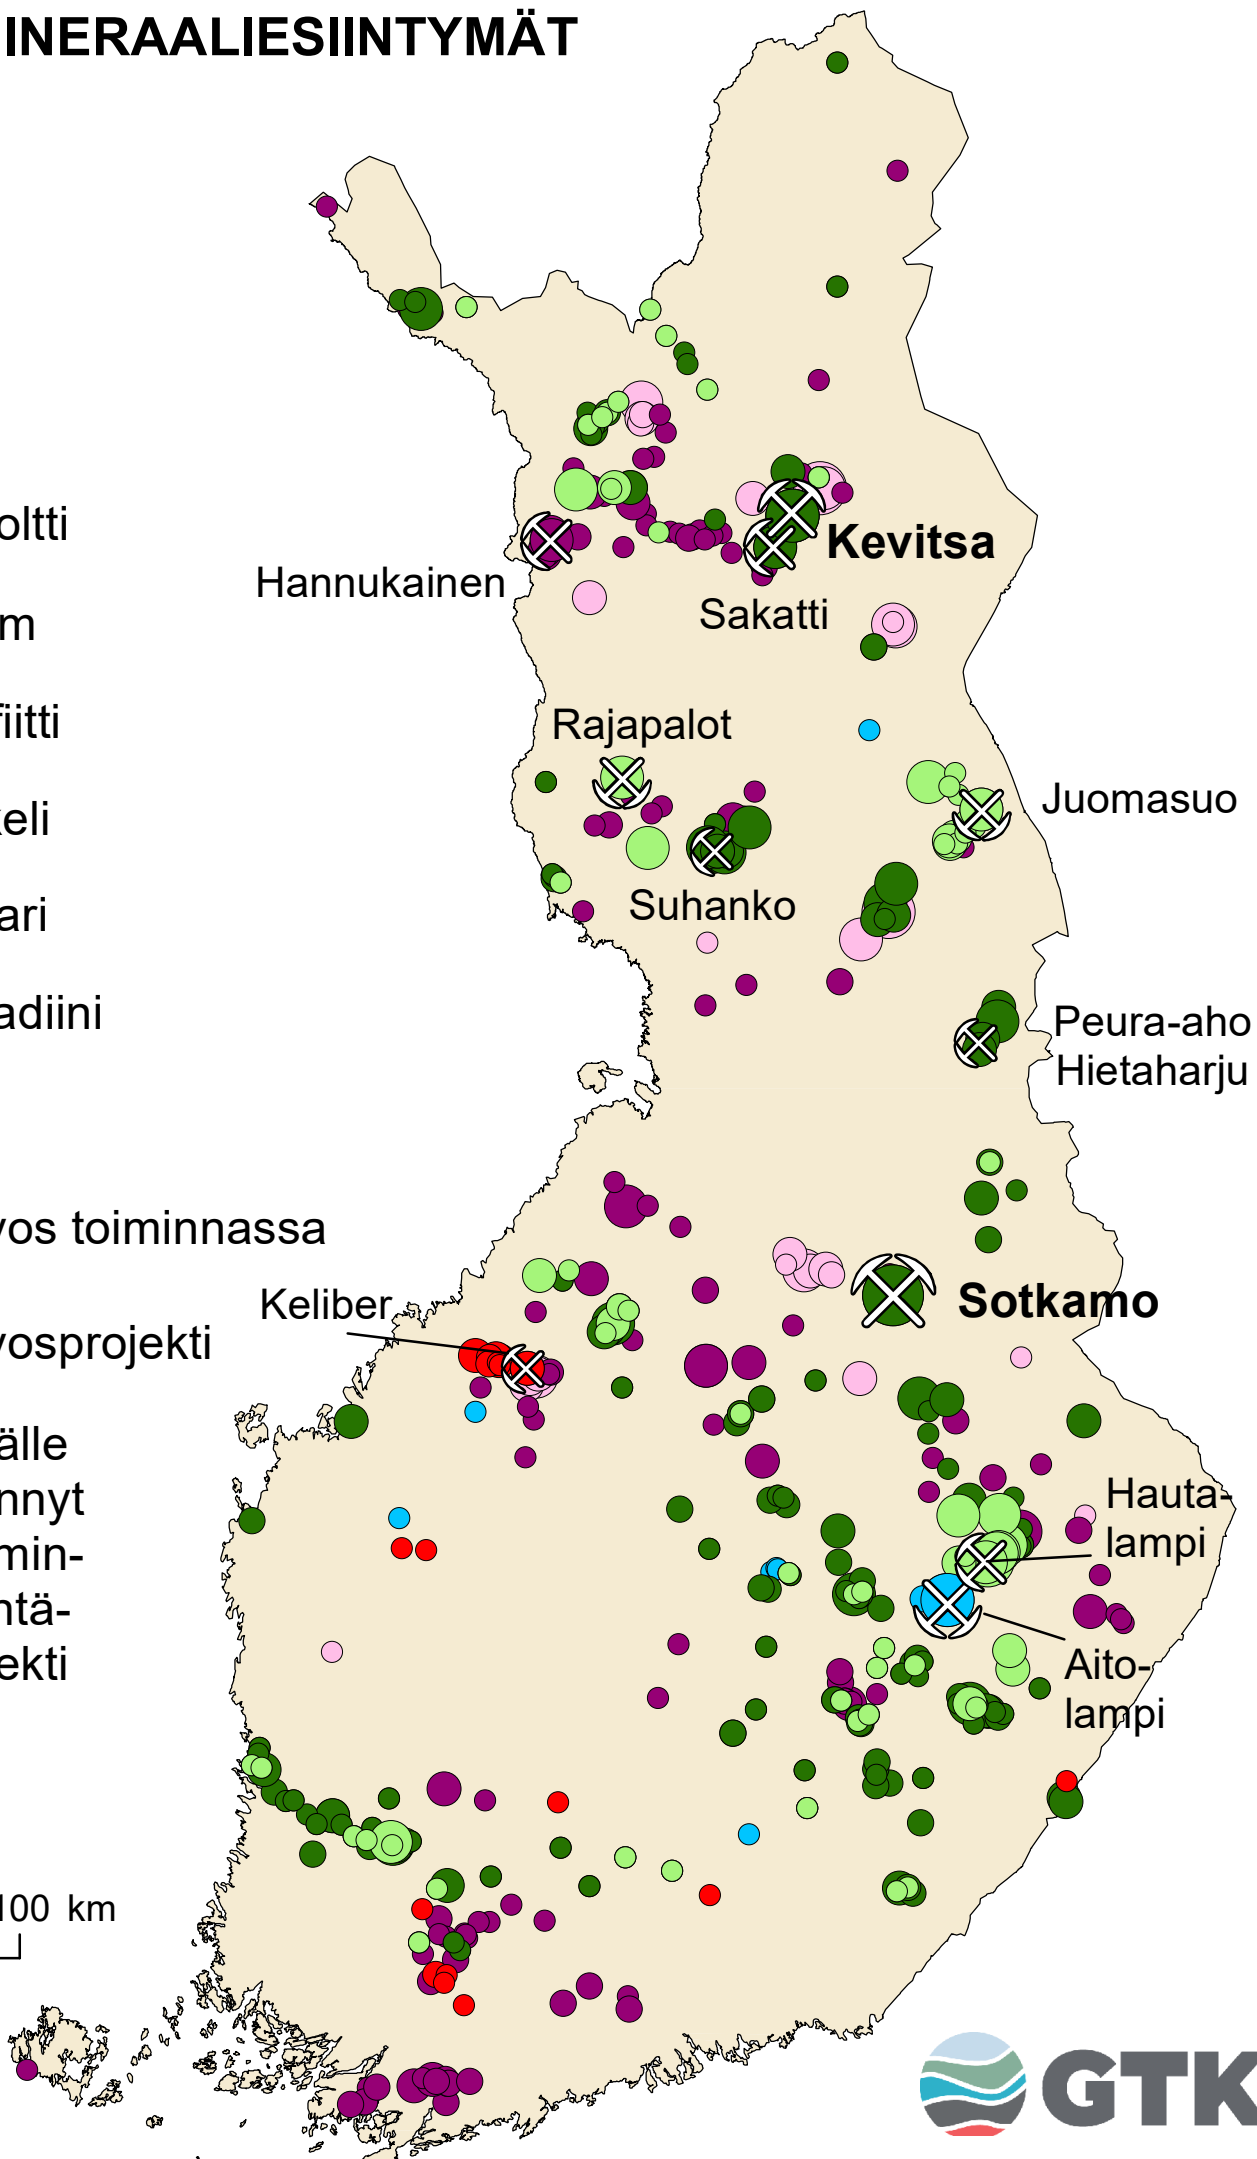 INERAALIESIINTYMÄT
oltti
m
fiitti
keli
ari
adiini
vos toiminnassa
vosprojekti
älle
nnyt
min-
ntä-
ekti
100 km
Hannukainen
Kevitsa
Sakatti
Rajapalot
Juomasuo
Suhanko
Peura-aho
Hietaharju
Keliber
Sotkamo
Hauta-
lampi
Aito-
lampi
GTK